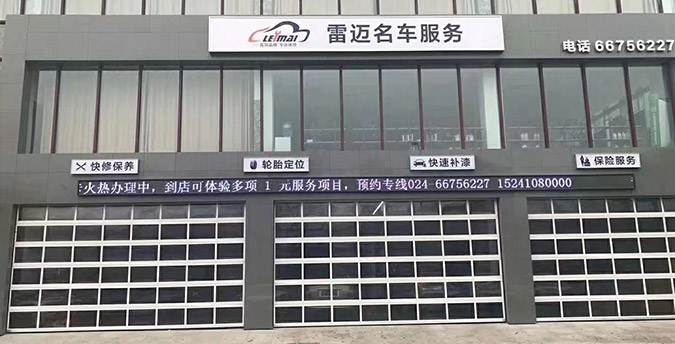 LEYMAI
雷迈名车服务
电话 66756227
快修保养
轮胎定位
快速补漆
保险服务
火热办理中，到店可体验多项 1 元服务项目，预约专线024-66756227 15241080000